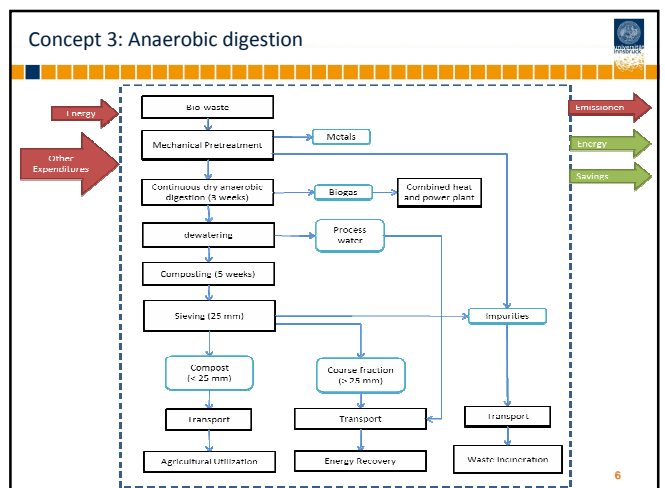 Concept 3: Anaerobic digestion
universität
innsbruck
Bio-waste
Energy
Emissionen
Mechanical Pretreatment
Metals
Energy
Other
Expenditures
Savings
Continuous dry anaerobic
digestion (3 weeks)
Biogas
Combined heat
and power plant
dewatering
Process
water
Composting (5 weeks)
Sieving (25 mm)
Impurities
Compost
(< 25 mm)
Coarse fraction
(> 25 mm)
Transport
Transport
Transport
Agricultural Utilization
Energy Recovery
Waste Incineration
6